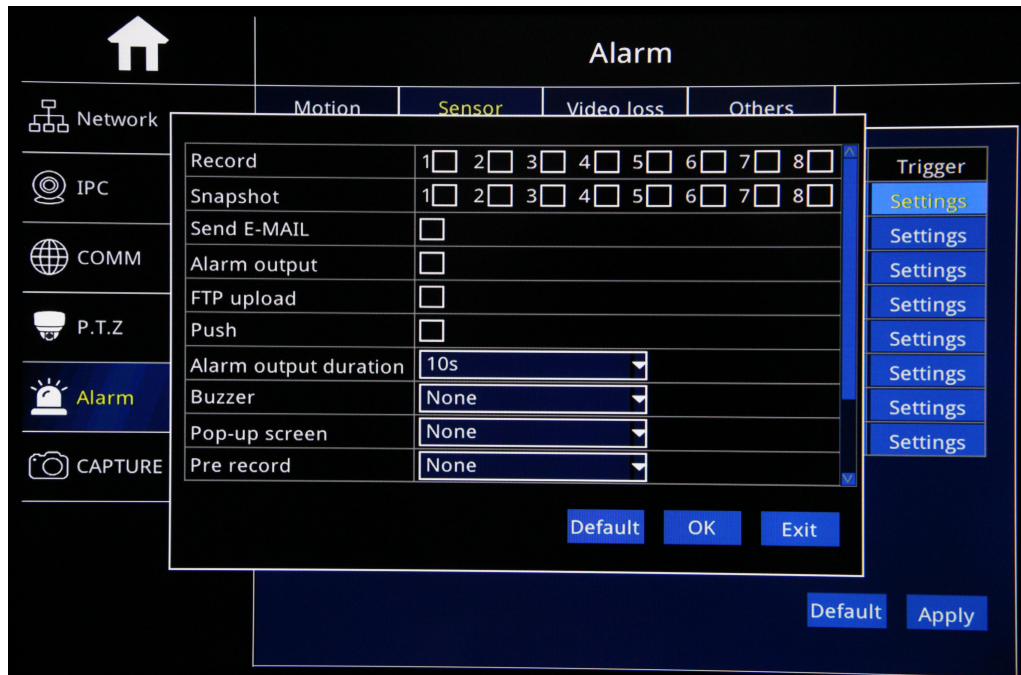 Alarm
Network
IPC
COMM
P.T.Z
Alarm
CAPTURE
Motion Sensor Video loss Others
Trigger
Settings
Settings
Settings
Settings
Settings
Settings
Settings
Settings
Record 1 2 3 4 5 6 7 8
Snapshot 1 2 3 4 5 6 7 8
Send E-MAIL
Alarm output
FTP upload
Push
Alarm output duration 10s
Buzzer None
Pop-up screen None
Pre record None
Default OK Exit
Default Apply